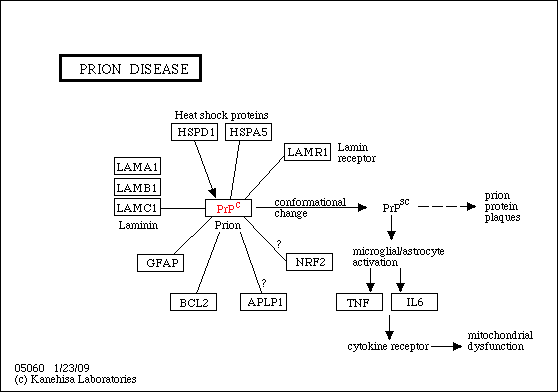 PRION DISEASE
Heat shock proteins
HSPD1
HSPA5
LAMR1
Lamin
receptor
LAMA1
LAMB1
LAMC1
Laminin
PrPc
Prion
conformational
change
PrPSC
prion
protein
plaques
?
NRF2
GFAP
?
BCL2
APLP1
microglial/astrocyte
activation
TNF
IL6
cytokine receptor
mitochondrial
dysfunction
05060 1/23/09
(c) Kanehisa Laboratories